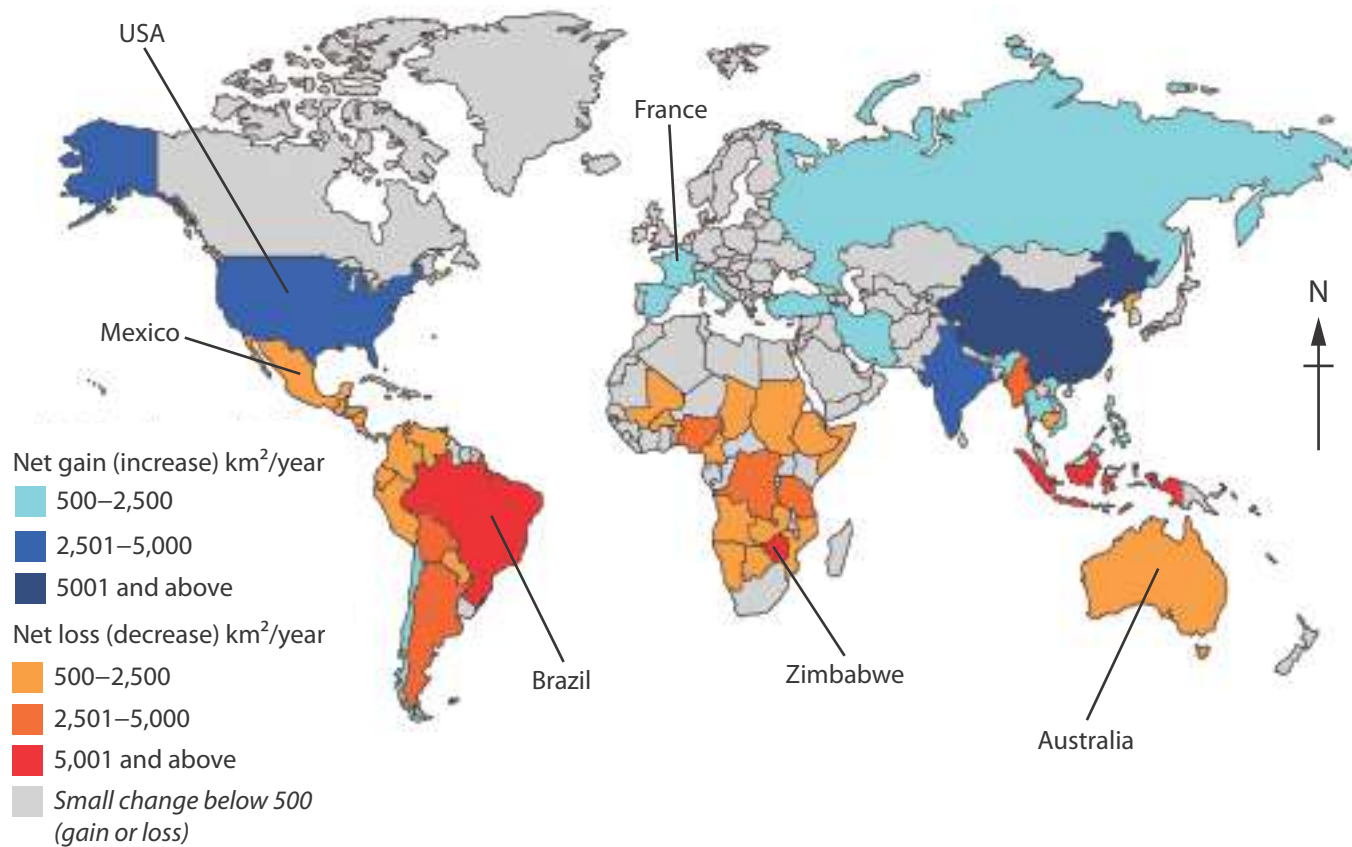 USA
France
Mexico
N
Net gain (increase) km²/year
500–2,500
2,501–5,000
5001 and above
Net loss (decrease) km²/year
500–2,500
2,501–5,000
5,001 and above
Small change below 500
(gain or loss)
Brazil
Zimbabwe
Australia